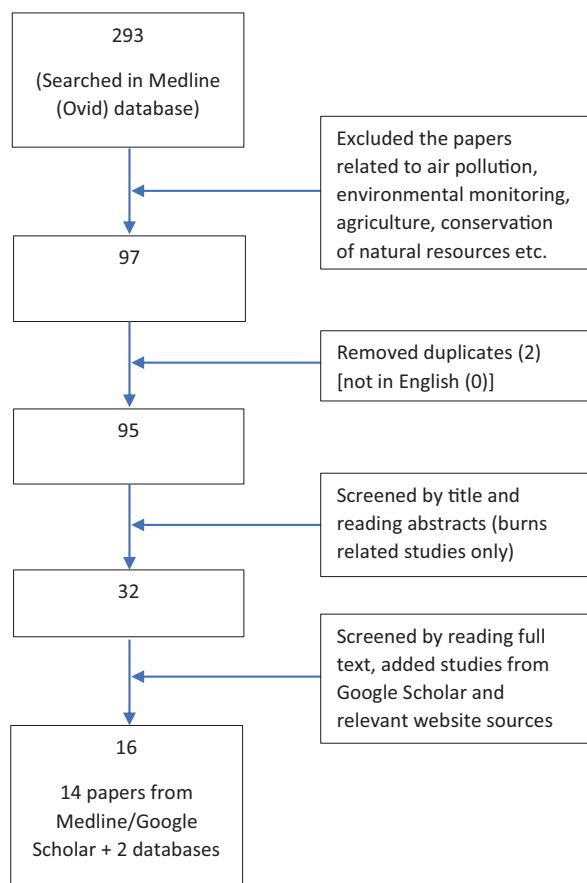 293
(Searched in Medline
(Ovid) database)
Excluded the papers
related to air pollution,
environmental monitoring,
agriculture, conservation
of natural resources etc.
97
Removed duplicates (2)
[not in English (0)]
95
Screened by title and
reading abstracts (burns
related studies only)
32
Screened by reading full
text, added studies from
Google Scholar and
relevant website sources
16
14 papers from
Medline/Google
Scholar + 2 databases